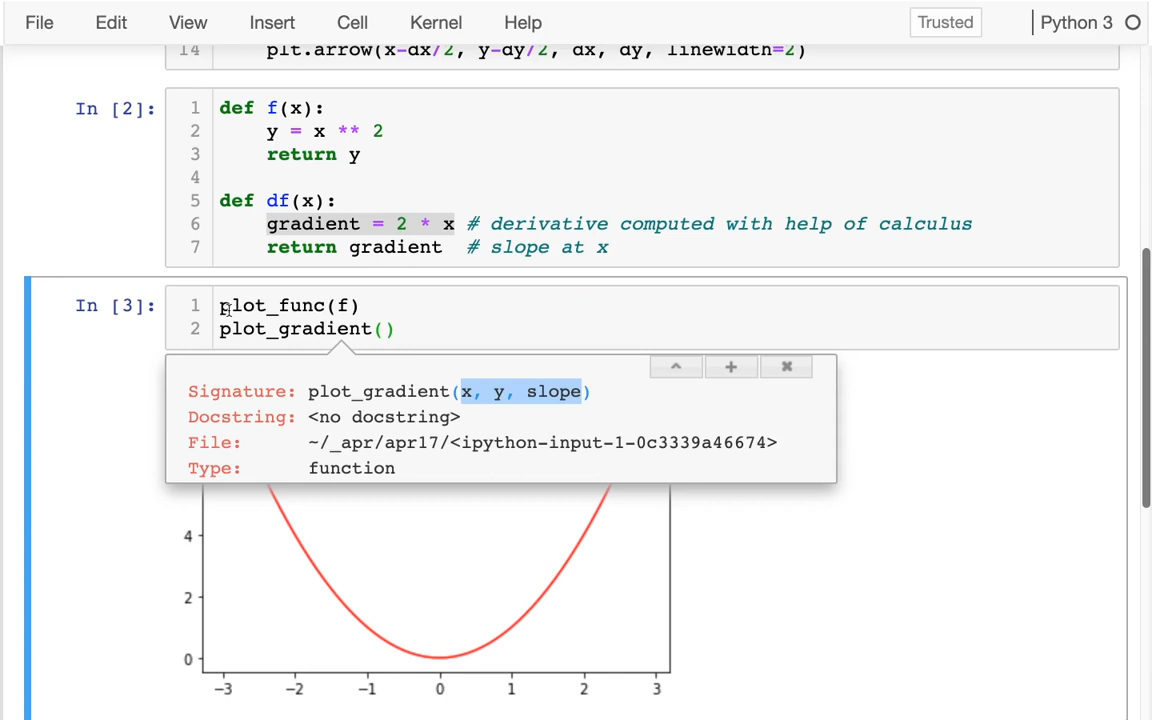 File Edit View Insert Cell Kernel Help Trusted Python 3
14 plt.arrow(x-dx/2, y-dy/2, dx, dy, linewidth=2)
In [2]:
1 def f(x):
2 y = x ** 2
3 return y
4
5 def df(x):
6 gradient = 2 * x # derivative computed with help of calculus
7 return gradient # slope at x
In [3]:
1 plot_func(f)
2 plot_gradient()
Signature: plot_gradient(x, y, slope)
Docstring: <no docstring>
File: ~/_apr/apr17/<ipython-input-1-0c3339a46674>
Type: function
4
2
0
-3 -2 -1 0 1 2 3